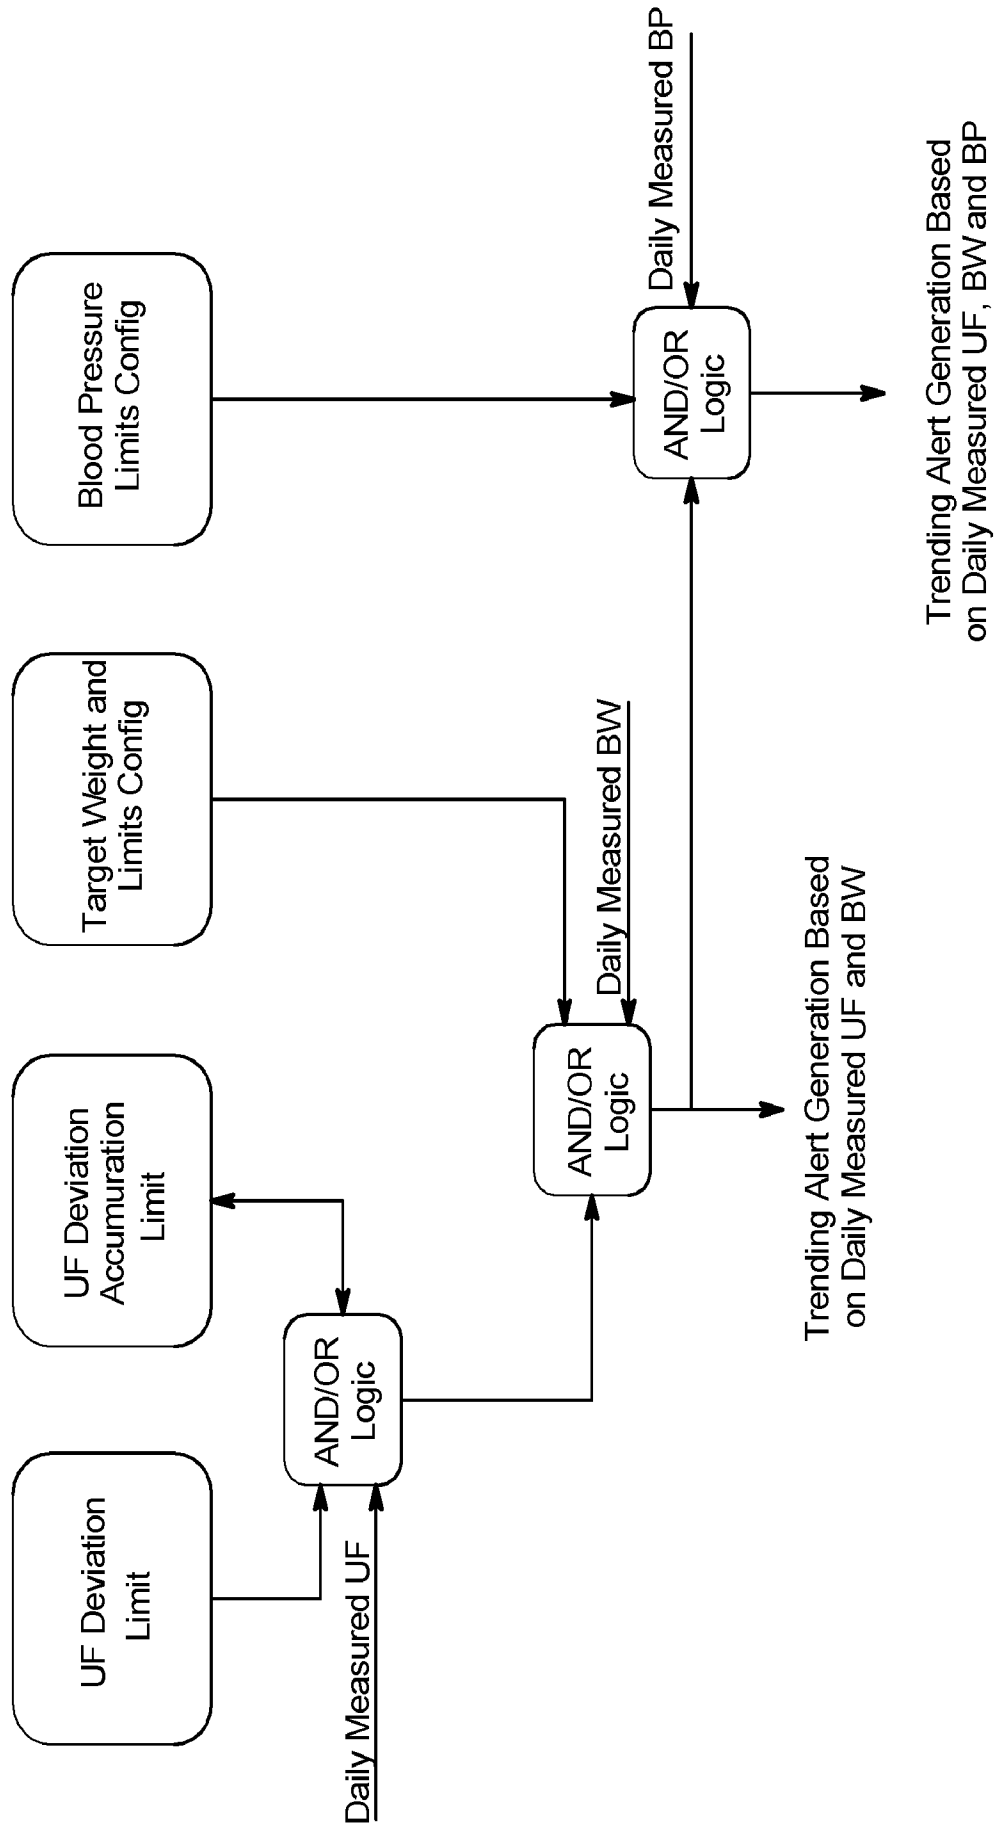 UF Deviation
Limit
UF Deviation
Accumuration
Limit
Target Weight and
Limits Config
Blood Pressure
Limits Config
Daily Measured UF
AND/OR
Logic
AND/OR
Logic
Daily Measured BW
AND/OR
Logic
Daily Measured BP
Trending Alert Generation Based
on Daily Measured UF and BW
Trending Alert Generation Based
on Daily Measured UF, BW and BP